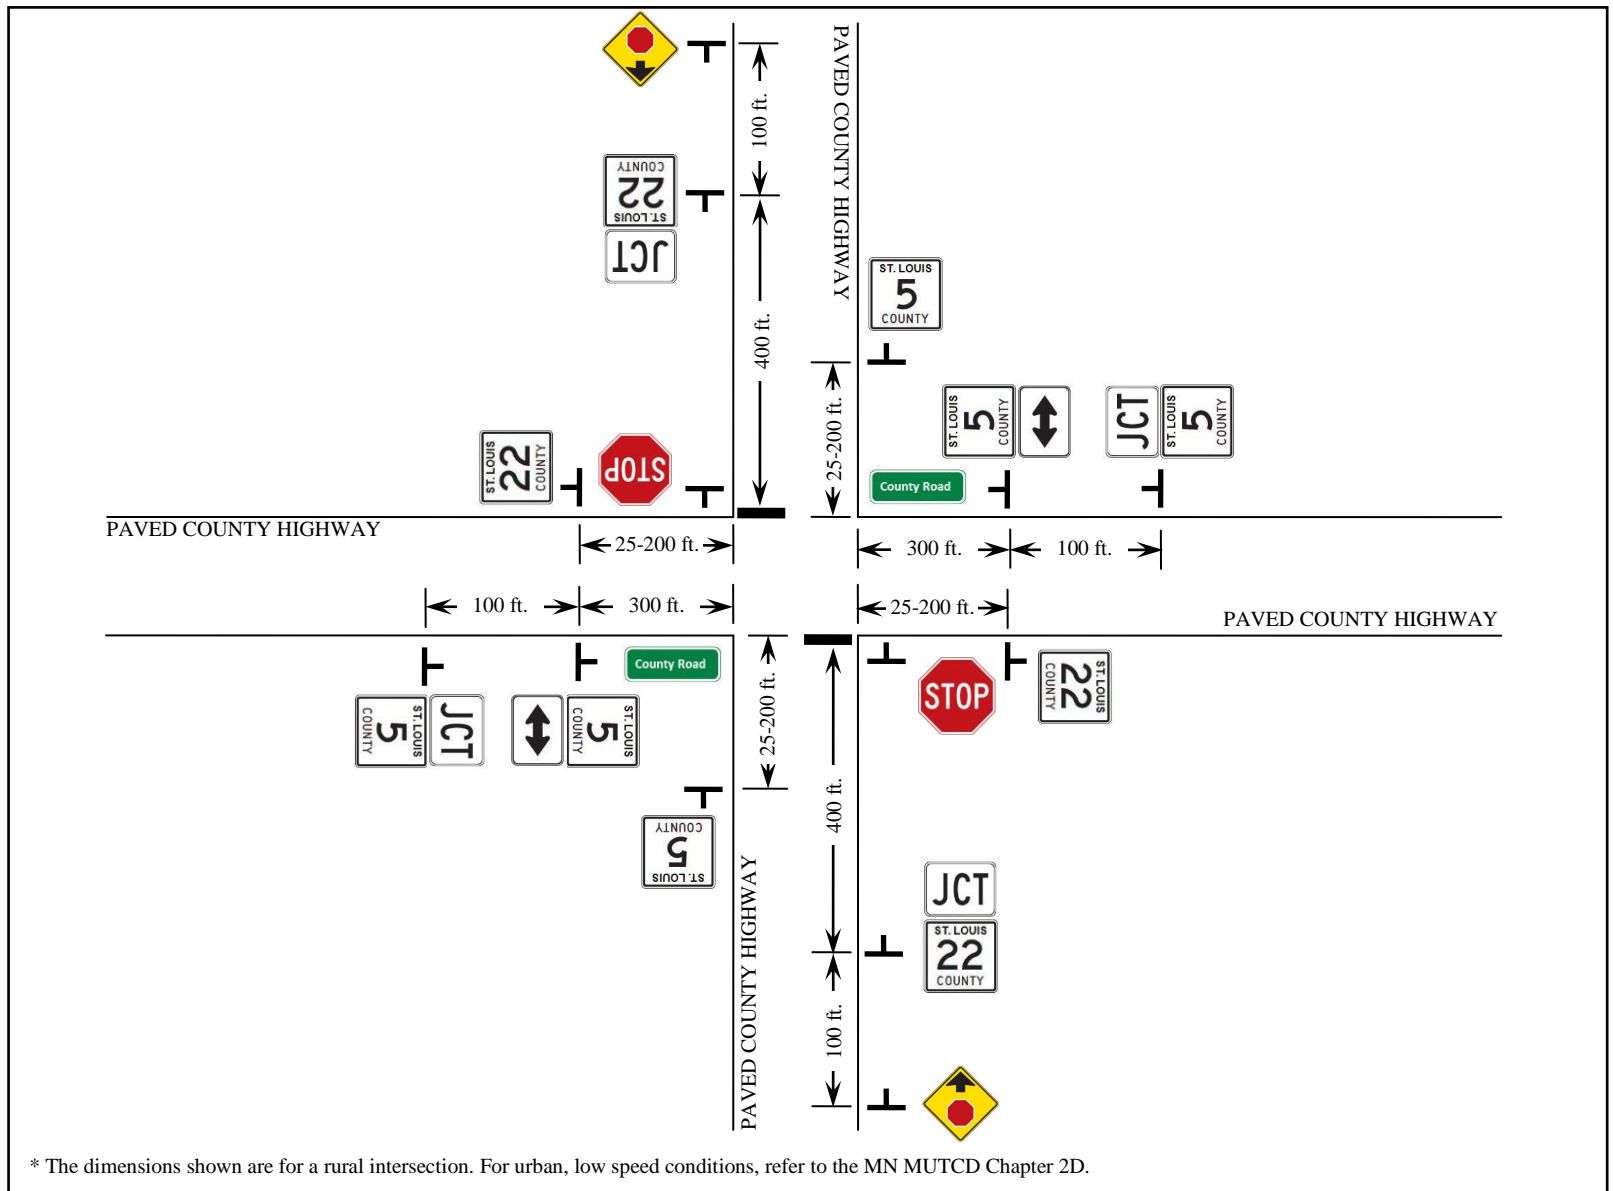 100 ft.
COUNTY
22
ST. LOUIS
JCT
400 ft.
PAVED COUNTY HIGHWAY
ST. LOUIS
5
COUNTY
25-200 ft.
ST. LOUIS
5
COUNTY
JCT
ST. LOUIS
5
COUNTY
ST. LOUIS
22
COUNTY
STOP
County Road
PAVED COUNTY HIGHWAY
25-200 ft.
300 ft.
100 ft.
100 ft.
300 ft.
25-200 ft.
PAVED COUNTY HIGHWAY
County Road
25-200 ft.
STOP
ST. LOUIS
22
COUNTY
ST. LOUIS
5
COUNTY
JCT
ST. LOUIS
5
COUNTY
400 ft.
COUNTY
5
ST. LOUIS
PAVED COUNTY HIGHWAY
JCT
ST. LOUIS
22
COUNTY
100 ft.
* The dimensions shown are for a rural intersection. For urban, low speed conditions, refer to the MN MUTCD Chapter 2D.